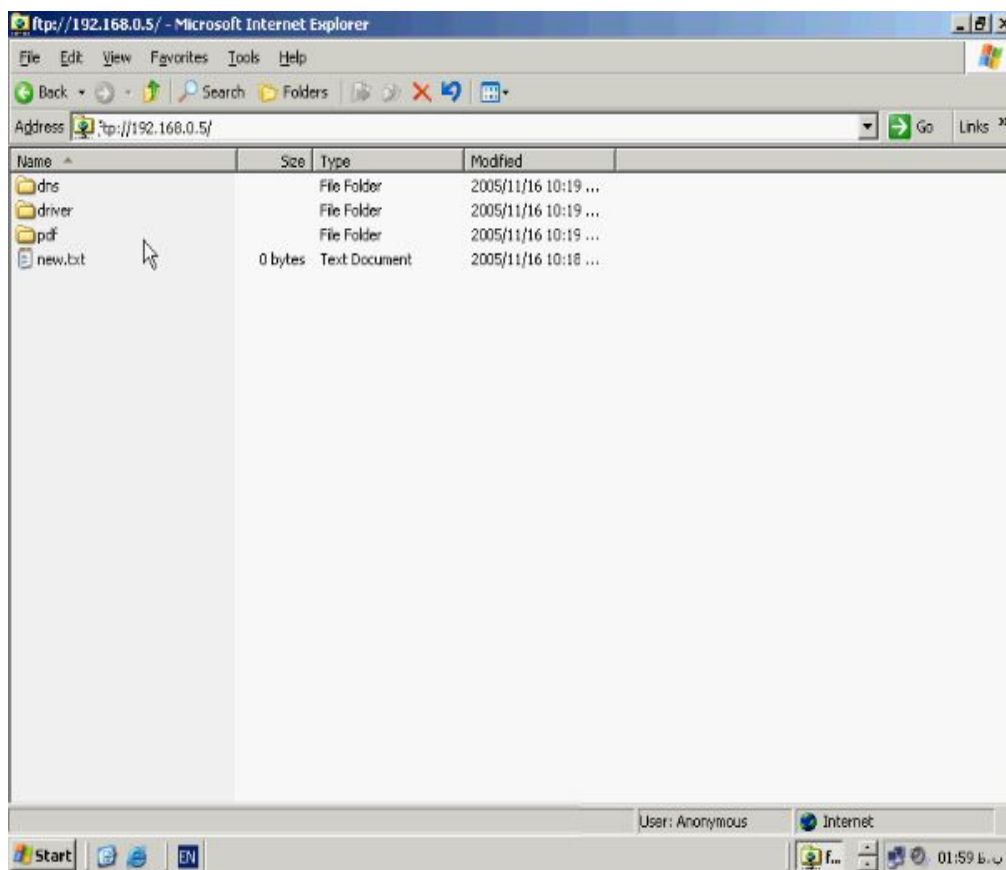 ftp://192.168.0.5/ - Microsoft Internet Explorer
File Edit View Favorites Tools Help
Back Search Folders
Address ftp://192.168.0.5/ Go Links »
Name Size Type Modified
dns File Folder 2005/11/16 10:19 ...
driver File Folder 2005/11/16 10:19 ...
pdf File Folder 2005/11/16 10:19 ...
new.txt 0 bytes Text Document 2005/11/16 10:18 ...
User: Anonymous Internet
Start EN f... 01:59 ب.ظ